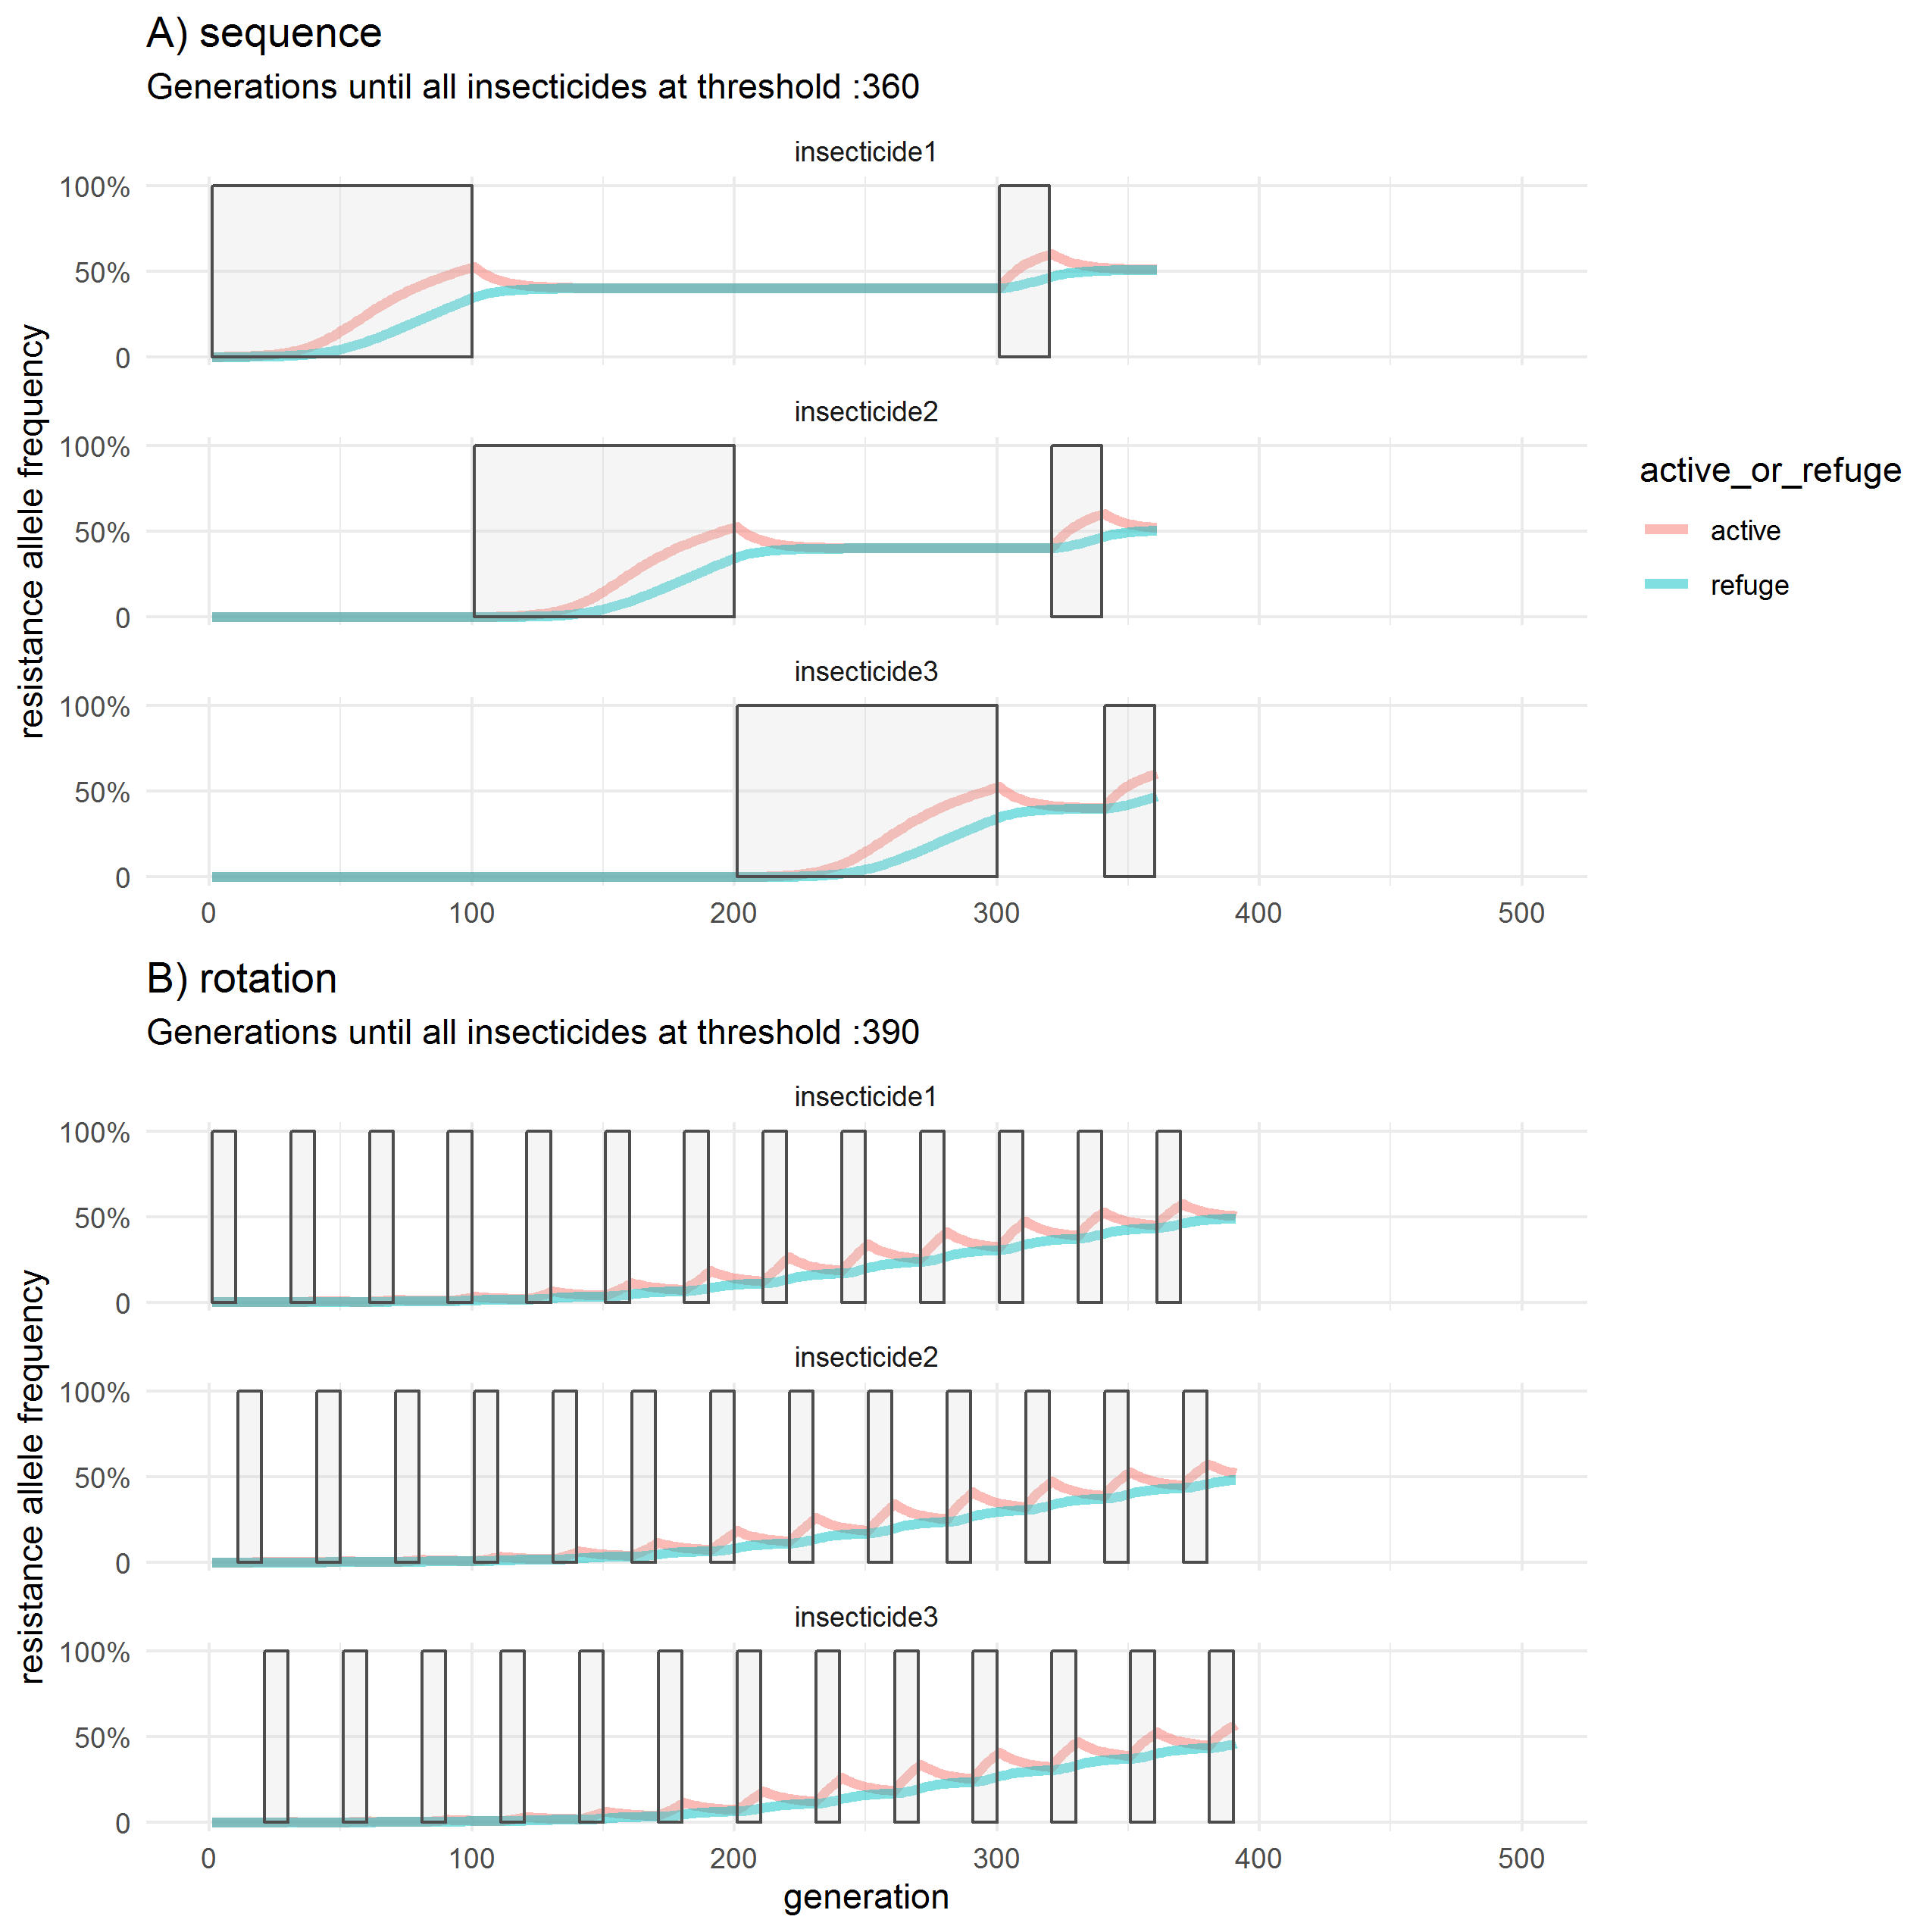 A) sequence
Generations until all insecticides at threshold :360
insecticide1
100%
50%
0
insecticide2
100%
50%
0
insecticide3
100%
50%
0
0 100 200 300 400 500
resistance allele frequency
active_or_refuge
active
refuge
B) rotation
Generations until all insecticides at threshold :390
insecticide1
100%
50%
0
insecticide2
100%
50%
0
insecticide3
100%
50%
0
0 100 200 300 400 500
resistance allele frequency
generation